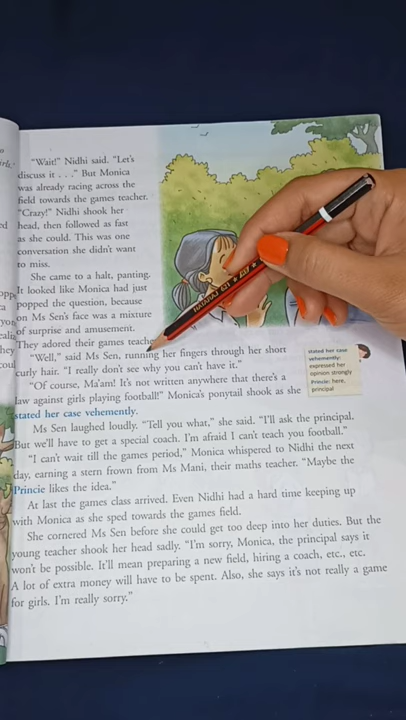 "Wait!" Nidhi said. "Let's
discuss it . . ." But Monica
was already racing across the
field towards the games teacher.
"Crazy!" Nidhi shook her
head, then followed as fast
as she could. This was one
conversation she didn't want
to miss.
She came to a halt, panting.
It looked like Monica had just
popped the question, because
on Ms Sen's face was a mixture
of surprise and amusement.
They adored their games teache
"Well," said Ms Sen, running her fingers through her short
curly hair. "I really don't see why you can't have it."
"Of course, Ma'am! It's not written anywhere that there's a
law against girls playing football!" Monica's ponytail shook as she
stated her case vehemently.
Ms Sen laughed loudly. "Tell you what," she said. "I'll ask the principal.
But we'll have to get a special coach. I'm afraid I can't teach you football."
"I can't wait till the games period," Monica whispered to Nidhi the next
day, earning a stern frown from Ms Mani, their maths teacher. "Maybe the
Princie likes the idea."
At last the games class arrived. Even Nidhi had a hard time keeping up
with Monica as she sped towards the games field.
She cornered Ms Sen before she could get too deep into her duties. But the
young teacher shook her head sadly. "I'm sorry, Monica, the principal says it
won't be possible. It'll mean preparing a new field, hiring a coach, etc., etc.
A lot of extra money will have to be spent. Also, she says it's not really a game
for girls. I'm really sorry."
stated her case
vehemently:
expressed her
opinion strongly
Princie: here,
principal
NATARAJ 621